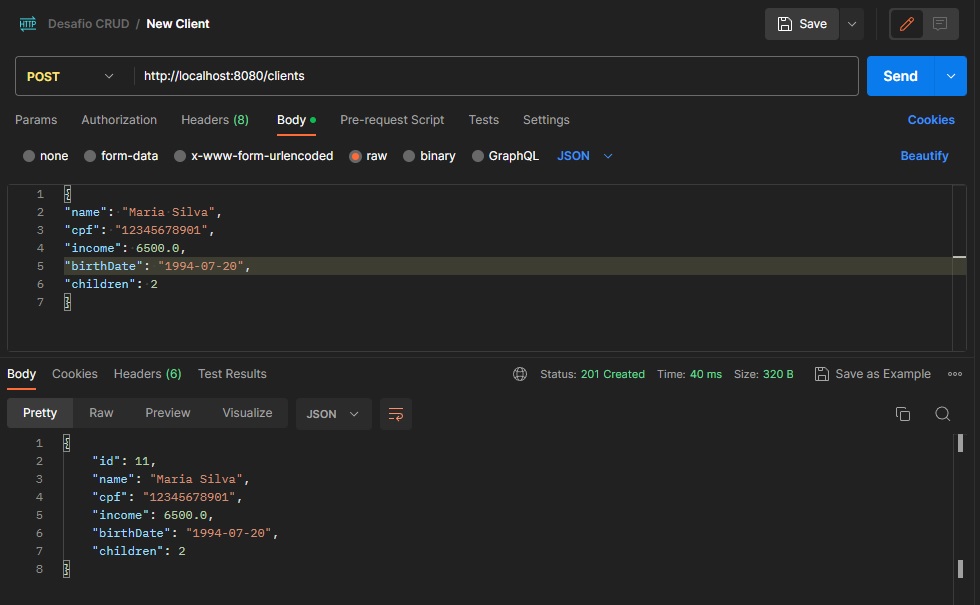 HTTP Desafio CRUD / New Client Save
POST http://localhost:8080/clients Send
Params Authorization Headers (8) Body Pre-request Script Tests Settings Cookies
none form-data x-www-form-urlencoded raw binary GraphQL JSON Beautify
1 {
2 "name": "Maria Silva",
3 "cpf": "12345678901",
4 "income": 6500.0,
5 "birthDate": "1994-07-20",
6 "children": 2
7 }
Body Cookies Headers (6) Test Results Status: 201 Created Time: 40 ms Size: 320 B Save as Example
Pretty Raw Preview Visualize JSON
1 {
2 "id": 11,
3 "name": "Maria Silva",
4 "cpf": "12345678901",
5 "income": 6500.0,
6 "birthDate": "1994-07-20",
7 "children": 2
8 }